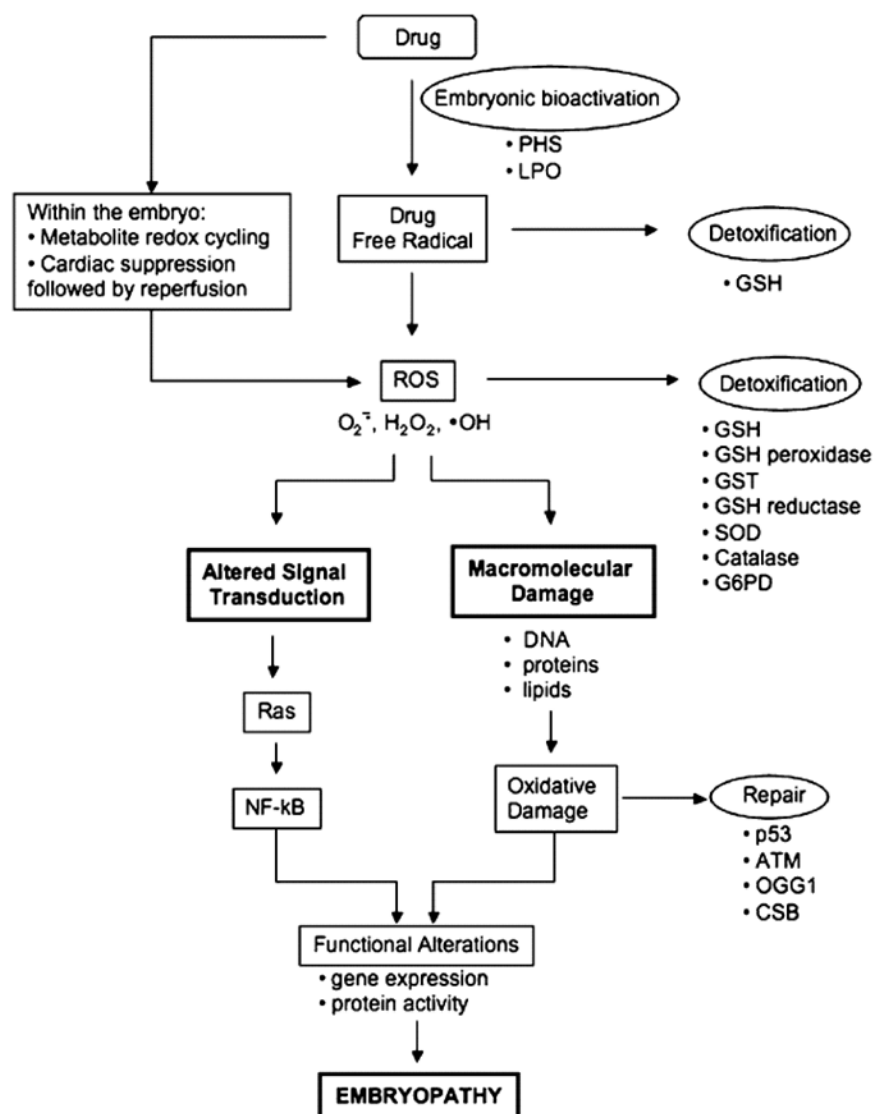 Drug
Embryonic bioactivation
• PHS
• LPO
Within the embryo:
• Metabolite redox cycling
• Cardiac suppression
followed by reperfusion
Drug
Free Radical
Detoxification
• GSH
ROS
O₂⁻•, H₂O₂, •OH
Detoxification
• GSH
• GSH peroxidase
• GST
• GSH reductase
• SOD
• Catalase
• G6PD
Altered Signal
Transduction
Macromolecular
Damage
• DNA
• proteins
• lipids
Ras
NF-kB
Oxidative
Damage
Repair
• p53
• ATM
• OGG1
• CSB
Functional Alterations
• gene expression
• protein activity
EMBRYOPATHY